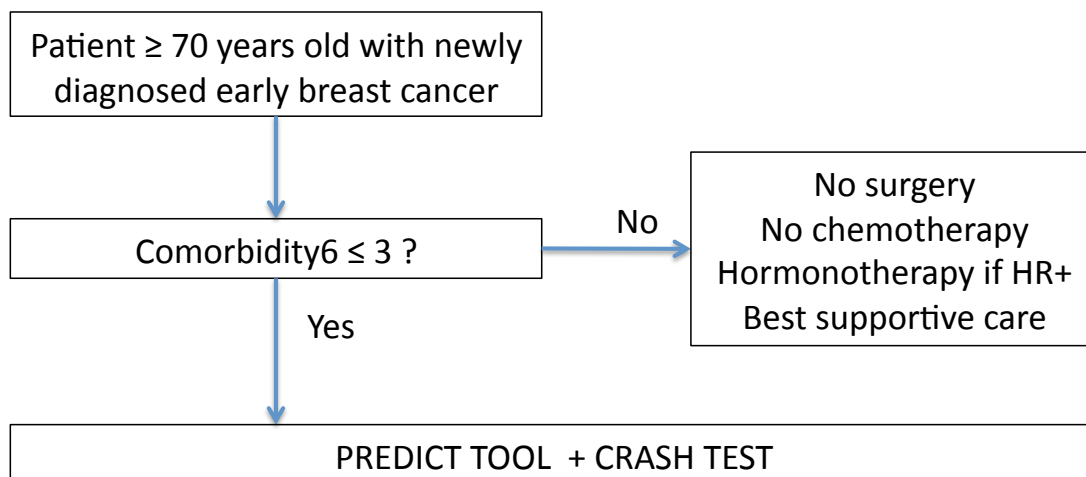 Patient ≥ 70 years old with newly
diagnosed early breast cancer
Comorbidity6 ≤ 3 ?
No
No surgery
No chemotherapy
Hormonotherapy if HR+
Best supportive care
Yes
PREDICT TOOL + CRASH TEST